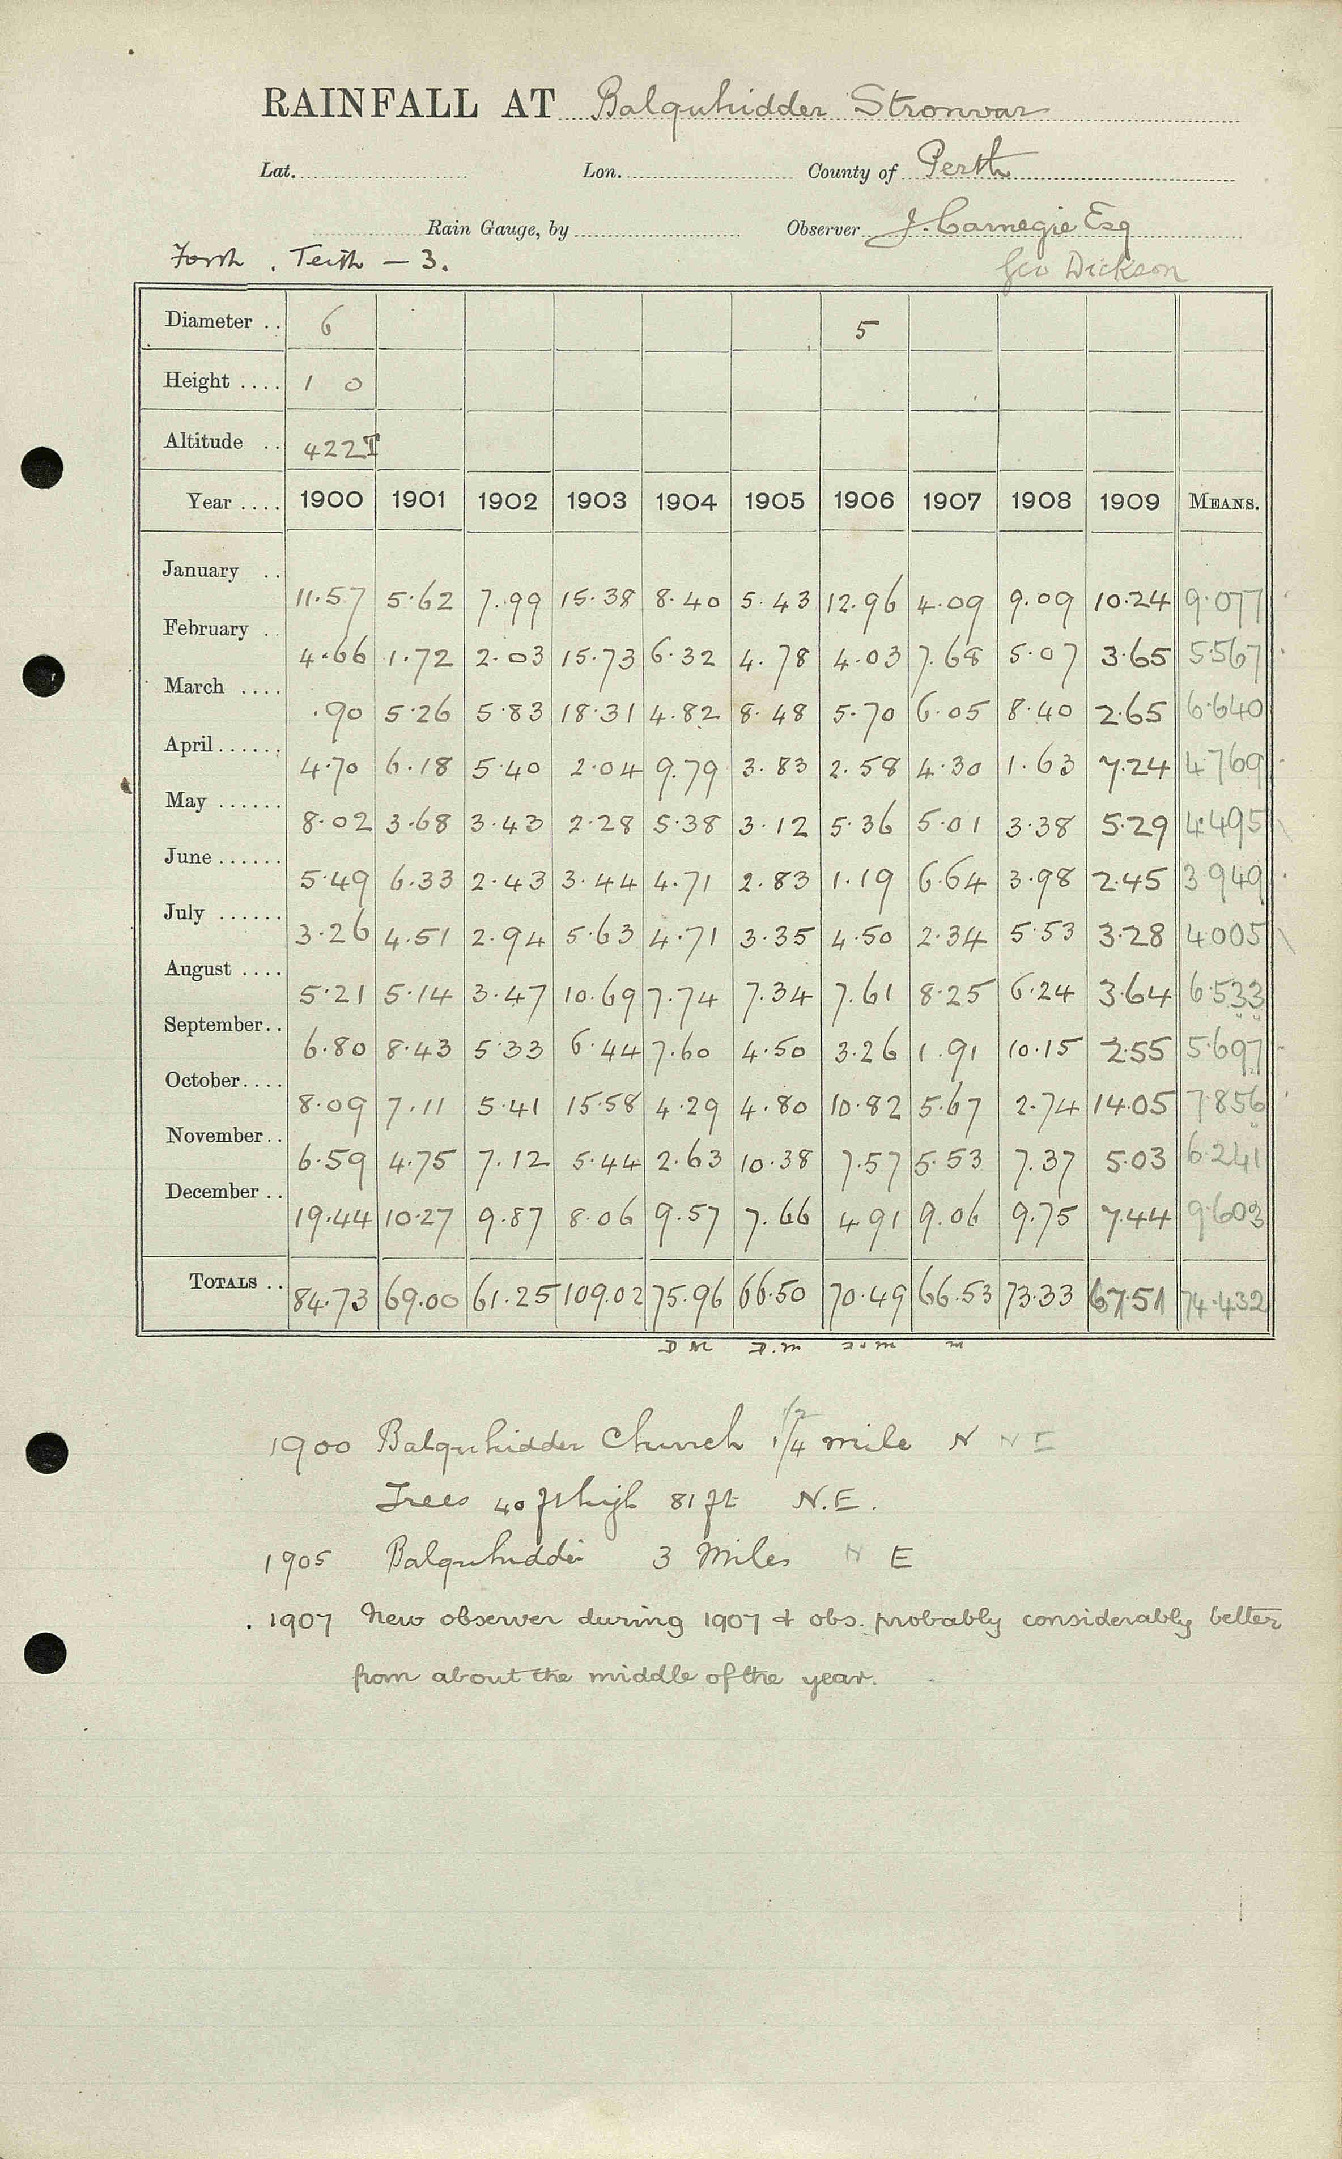 RAINFALL AT Balquhidder Stronvar
Lat. Lon. County of Perth
Rain Gauge, by Observer J. Carnegie Esq
Forth . Teith - 3. Geo Dickson
Diameter .. 6 5
Height .... 1 0
Altitude .. 422T
Year .... 1900 1901 1902 1903 1904 1905 1906 1907 1908 1909 MEANS.
January .. 11.57 5.62 7.99 15.38 8.40 5.43 12.96 4.09 9.09 10.24 9.077
February .. 4.66 1.72 2.03 15.73 6.32 4.78 4.03 7.68 5.07 3.65 5.567
March .... .90 5.26 5.83 18.31 4.82 8.48 5.70 6.05 8.40 2.65 6.640
April ...... 4.70 6.18 5.40 2.04 9.79 3.83 2.58 4.30 1.63 7.24 4.769
May ...... 8.02 3.68 3.43 2.28 5.38 3.12 5.36 5.01 3.38 5.29 4.495
June ...... 5.49 6.33 2.43 3.44 4.71 2.83 1.19 6.64 3.98 2.45 3.949
July ...... 3.26 4.51 2.94 5.63 4.71 3.35 4.50 2.34 5.53 3.28 4.005
August .... 5.21 5.14 3.47 10.69 7.74 7.34 7.61 8.25 6.24 3.64 6.533
September.. 6.80 8.43 5.33 6.44 7.60 4.50 3.26 1.91 10.15 2.55 5.697
October.... 8.09 7.11 5.41 15.58 4.29 4.80 10.82 5.67 2.74 14.05 7.856
November.. 6.59 4.75 7.12 5.44 2.63 10.38 7.57 5.53 7.37 5.03 6.241
December .. 19.44 10.27 9.87 8.06 9.57 7.66 4.91 9.06 9.75 7.44 9.603
TOTALS .. 84.73 69.00 61.25 109.02 75.96 66.50 70.49 66.53 73.33 67.51 74.432
D M D.M M
1900 Balquhidder Church 1/2 1/4 mile N N E
Trees 40 ft high 81 ft N.E.
1905 Balquhidder 3 Miles N E
1907 New observer during 1907 & obs. probably considerably better
from about the middle of the year.